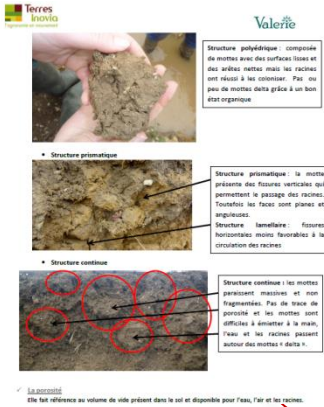 Terres
Inovia
l'agronomie en mouvement
Valérie
Structure polyédrique : composée
de mottes avec des surfaces lisses et
des arêtes nettes mais les racines
ont réussi à les coloniser. Pas ou
peu de mottes delta grâce à un bon
état organique
• Structure prismatique
Structure prismatique : la motte
présente des fissures verticales qui
permettent le passage des racines.
Toutefois les faces sont planes et
anguleuses.
Structure lamellaire : fissures
horizontales moins favorables à la
circulation des racines
• Structure continue
Structure continue : les mottes
paraissent massives et non
fragmentées. Pas de trace de
porosité et les mottes sont
difficiles à émietter à la main,
l'eau et les racines passent
autour des mottes « delta ».
✓ La porosité
Elle fait référence au volume de vide présent dans le sol et disponible pour l'eau, l'air et les racines.